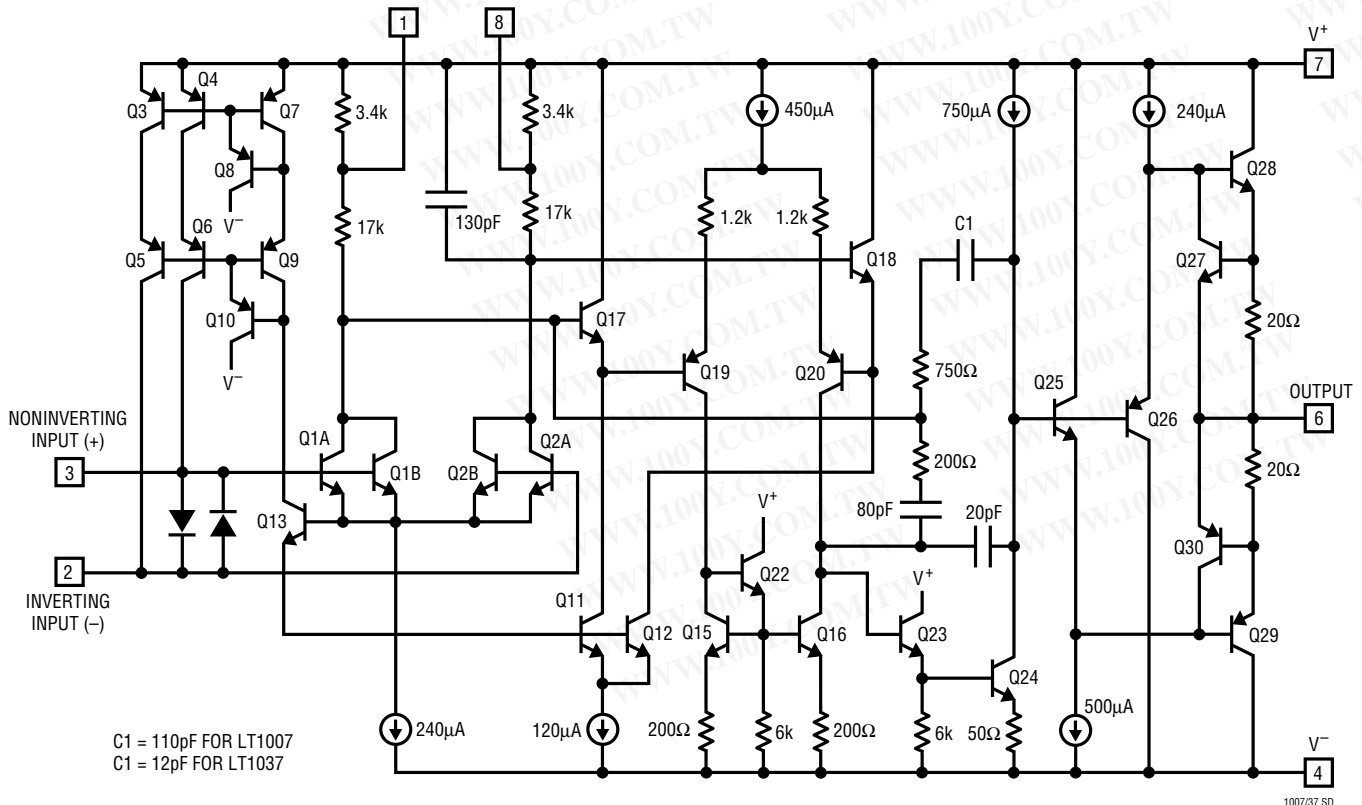 1
8
V+
7
Q3
Q4
Q7
3.4k
3.4k
450µA
750µA
240µA
Q8
Q28
V–
17k
130pF
17k
1.2k
1.2k
C1
Q5
Q6
Q9
Q18
Q27
Q10
Q17
20Ω
V–
Q19
Q20
750Ω
Q25
Q26
OUTPUT
6
NONINVERTING
INPUT (+)
3
Q1A
Q1B
Q2B
Q2A
200Ω
20Ω
Q13
V+
80pF
20pF
Q30
2
INVERTING
INPUT (–)
Q22
V+
Q11
Q12
Q15
Q16
Q23
Q29
Q24
240µA
120µA
200Ω
6k
200Ω
6k
50Ω
500µA
V–
4
C1 = 110pF FOR LT1007
C1 = 12pF FOR LT1037
1007/37 SD
WWW.100Y.COM.TW